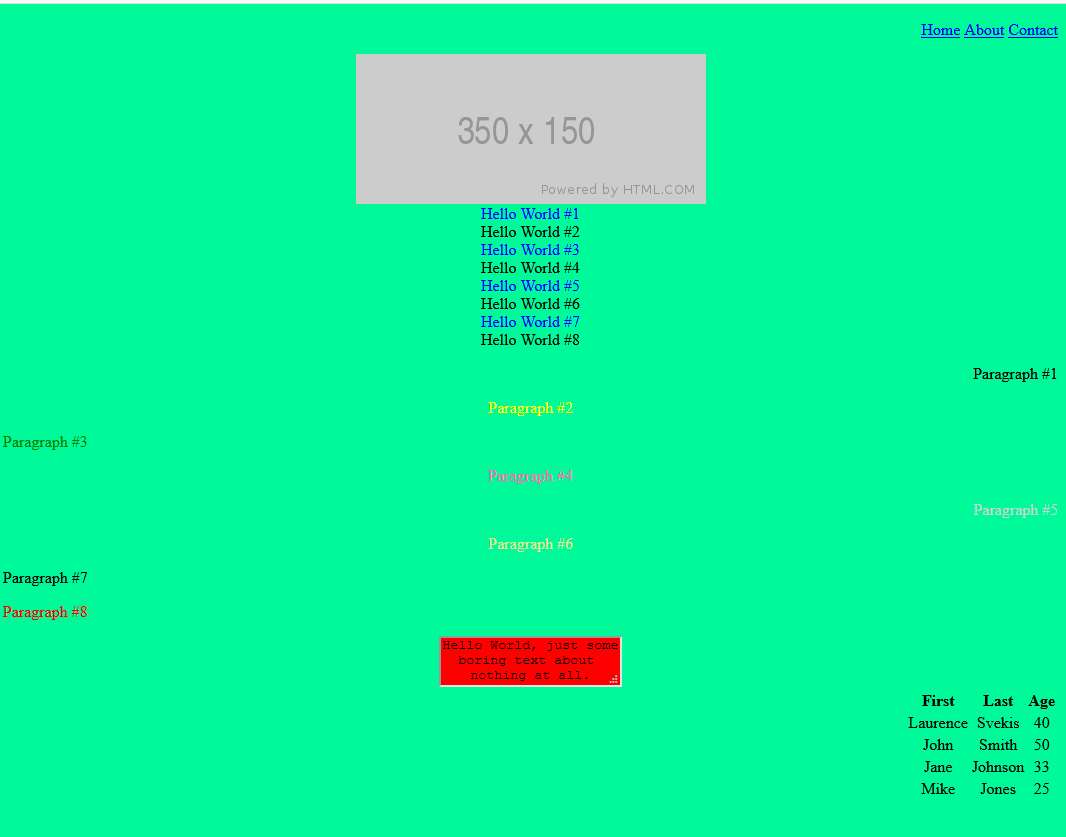 Home About Contact
350 x 150
Powered by HTML.COM
Hello World #1
Hello World #2
Hello World #3
Hello World #4
Hello World #5
Hello World #6
Hello World #7
Hello World #8
Paragraph #1
Paragraph #2
Paragraph #3
Paragraph #4
Paragraph #5
Paragraph #6
Paragraph #7
Paragraph #8
Hello World, just some
boring text about
nothing at all.
First Last Age
Laurence Svekis 40
John Smith 50
Jane Johnson 33
Mike Jones 25